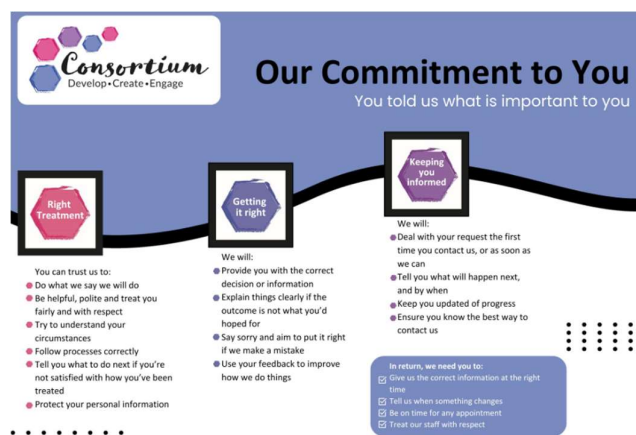 Consortium
Develop•Create•Engage
Our Commitment to You
You told us what is important to you
Right
Treatment
You can trust us to:
Do what we say we will do
Be helpful, polite and treat you
fairly and with respect
Try to understand your
circumstances
Follow processes correctly
Tell you what to do next if you're
not satisfied with how you've been
treated
Protect your personal information
Getting
it right
We will:
Provide you with the correct
decision or information
Explain things clearly if the
outcome is not what you'd
hoped for
Say sorry and aim to put it right
if we make a mistake
Use your feedback to improve
how we do things
Keeping
you
informed
We will:
Deal with your request the first
time you contact us, or as soon as
we can
Tell you what will happen next,
and by when
Keep you updated of progress
Ensure you know the best way to
contact us
In return, we need you to:
Give us the correct information at the right
time
Tell us when something changes
Be on time for any appointment
Treat our staff with respect